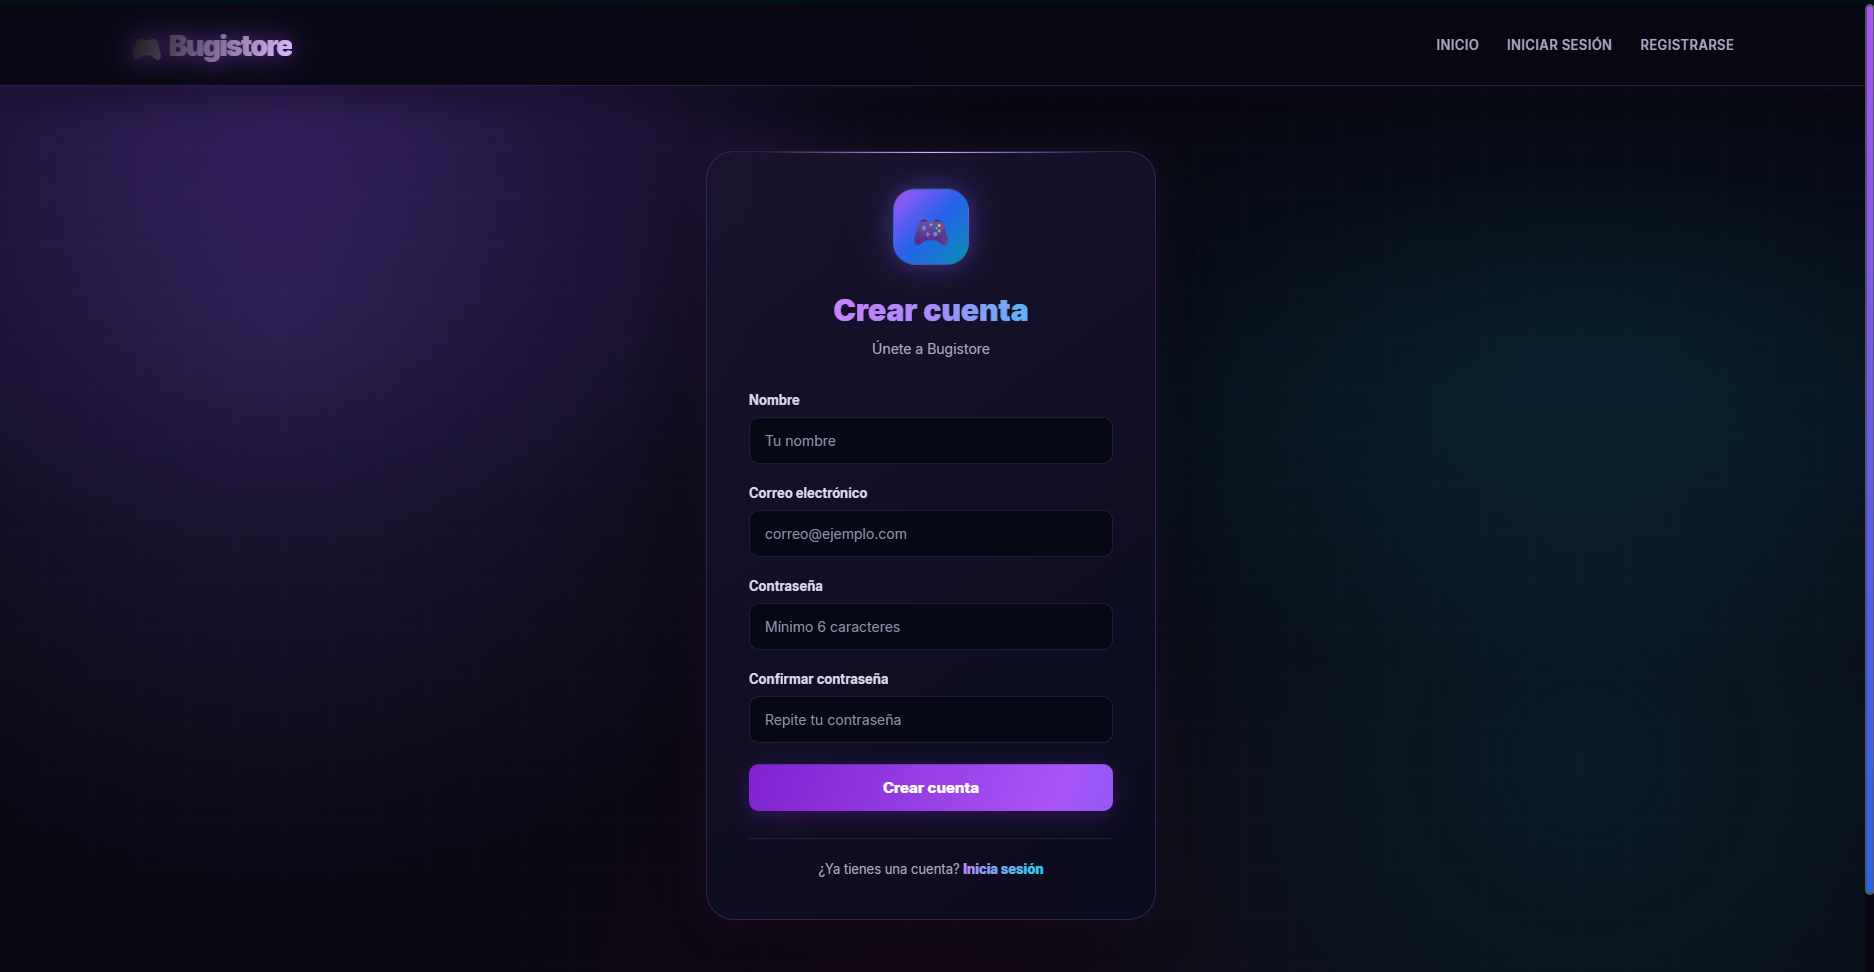 Bugistore
INICIO INICIAR SESIÓN REGISTRARSE
Crear cuenta
Únete a Bugistore
Nombre
Tu nombre
Correo electrónico
correo@ejemplo.com
Contraseña
Mínimo 6 caracteres
Confirmar contraseña
Repite tu contraseña
Crear cuenta
¿Ya tienes una cuenta? Inicia sesión